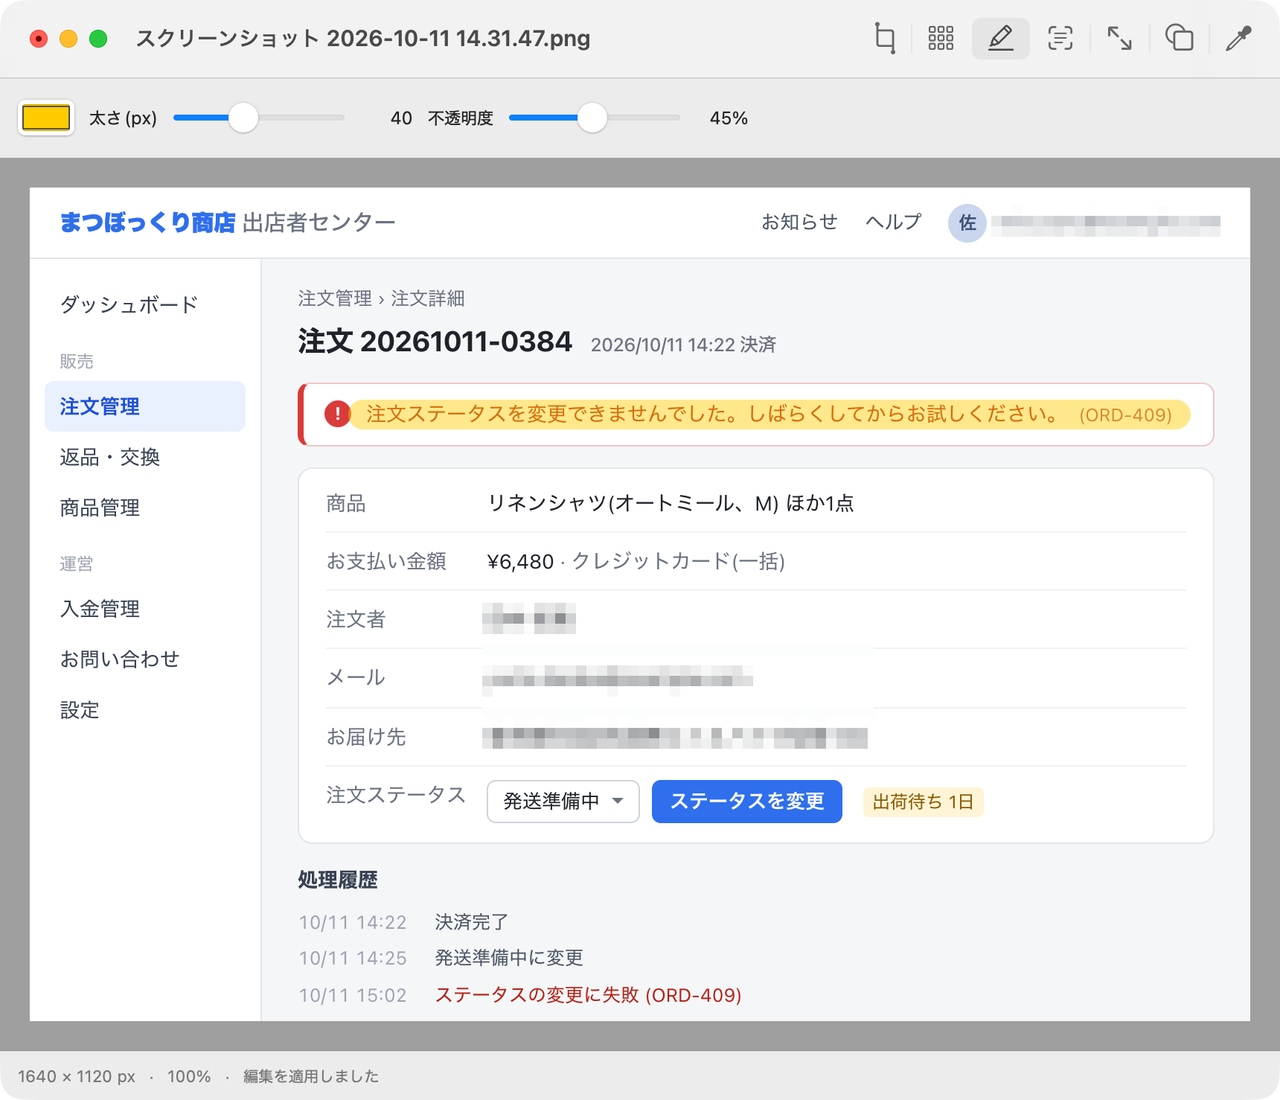 スクリーンショット 2026-10-11 14.31.47.png
太さ(px) 40 不透明度 45%
まつぼっくり商店 出店者センター お知らせ ヘルプ 佐
ダッシュボード
販売
注文管理
返品・交換
商品管理
運営
入金管理
お問い合わせ
設定
注文管理 › 注文詳細
注文 20261011-0384 2026/10/11 14:22 決済
! 注文ステータスを変更できませんでした。しばらくしてからお試しください。 (ORD-409)
商品 リネンシャツ(オートミール、M) ほか1点
お支払い金額 ¥6,480 · クレジットカード(一括)
注文者
メール
お届け先
注文ステータス 発送準備中 ステータスを変更 出荷待ち 1日
処理履歴
10/11 14:22 決済完了
10/11 14:25 発送準備中に変更
10/11 15:02 ステータスの変更に失敗 (ORD-409)
1640 × 1120 px · 100% · 編集を適用しました